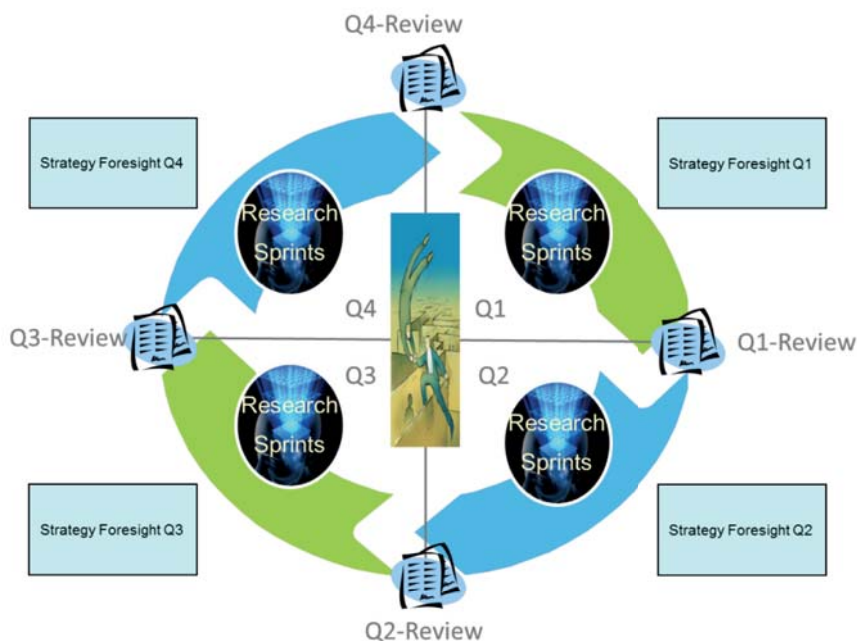 Q4-Review
Strategy Foresight Q4
Strategy Foresight Q1
Research
Sprints
Research
Sprints
Q4
Q1
Q3-Review
Q1-Review
Q3
Q2
Research
Sprints
Research
Sprints
Strategy Foresight Q3
Strategy Foresight Q2
Q2-Review